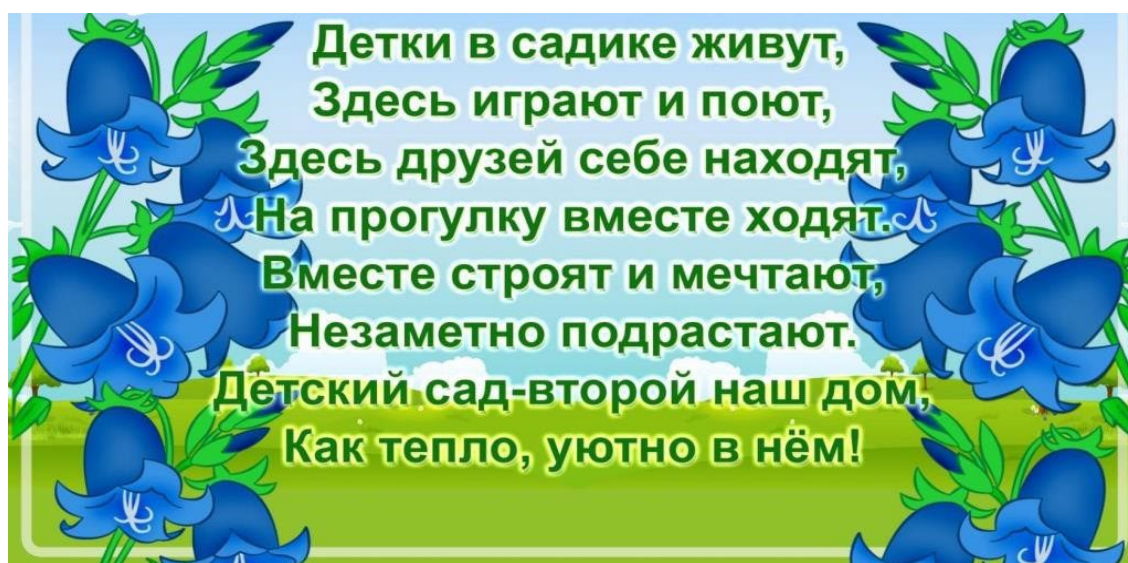 Детки в садике живут,
Здесь играют и поют,
Здесь друзей себе находят,
На прогулку вместе ходят.
Вместе строят и мечтают,
Незаметно подрастают.
Детский сад-второй наш дом,
Как тепло, уютно в нём!